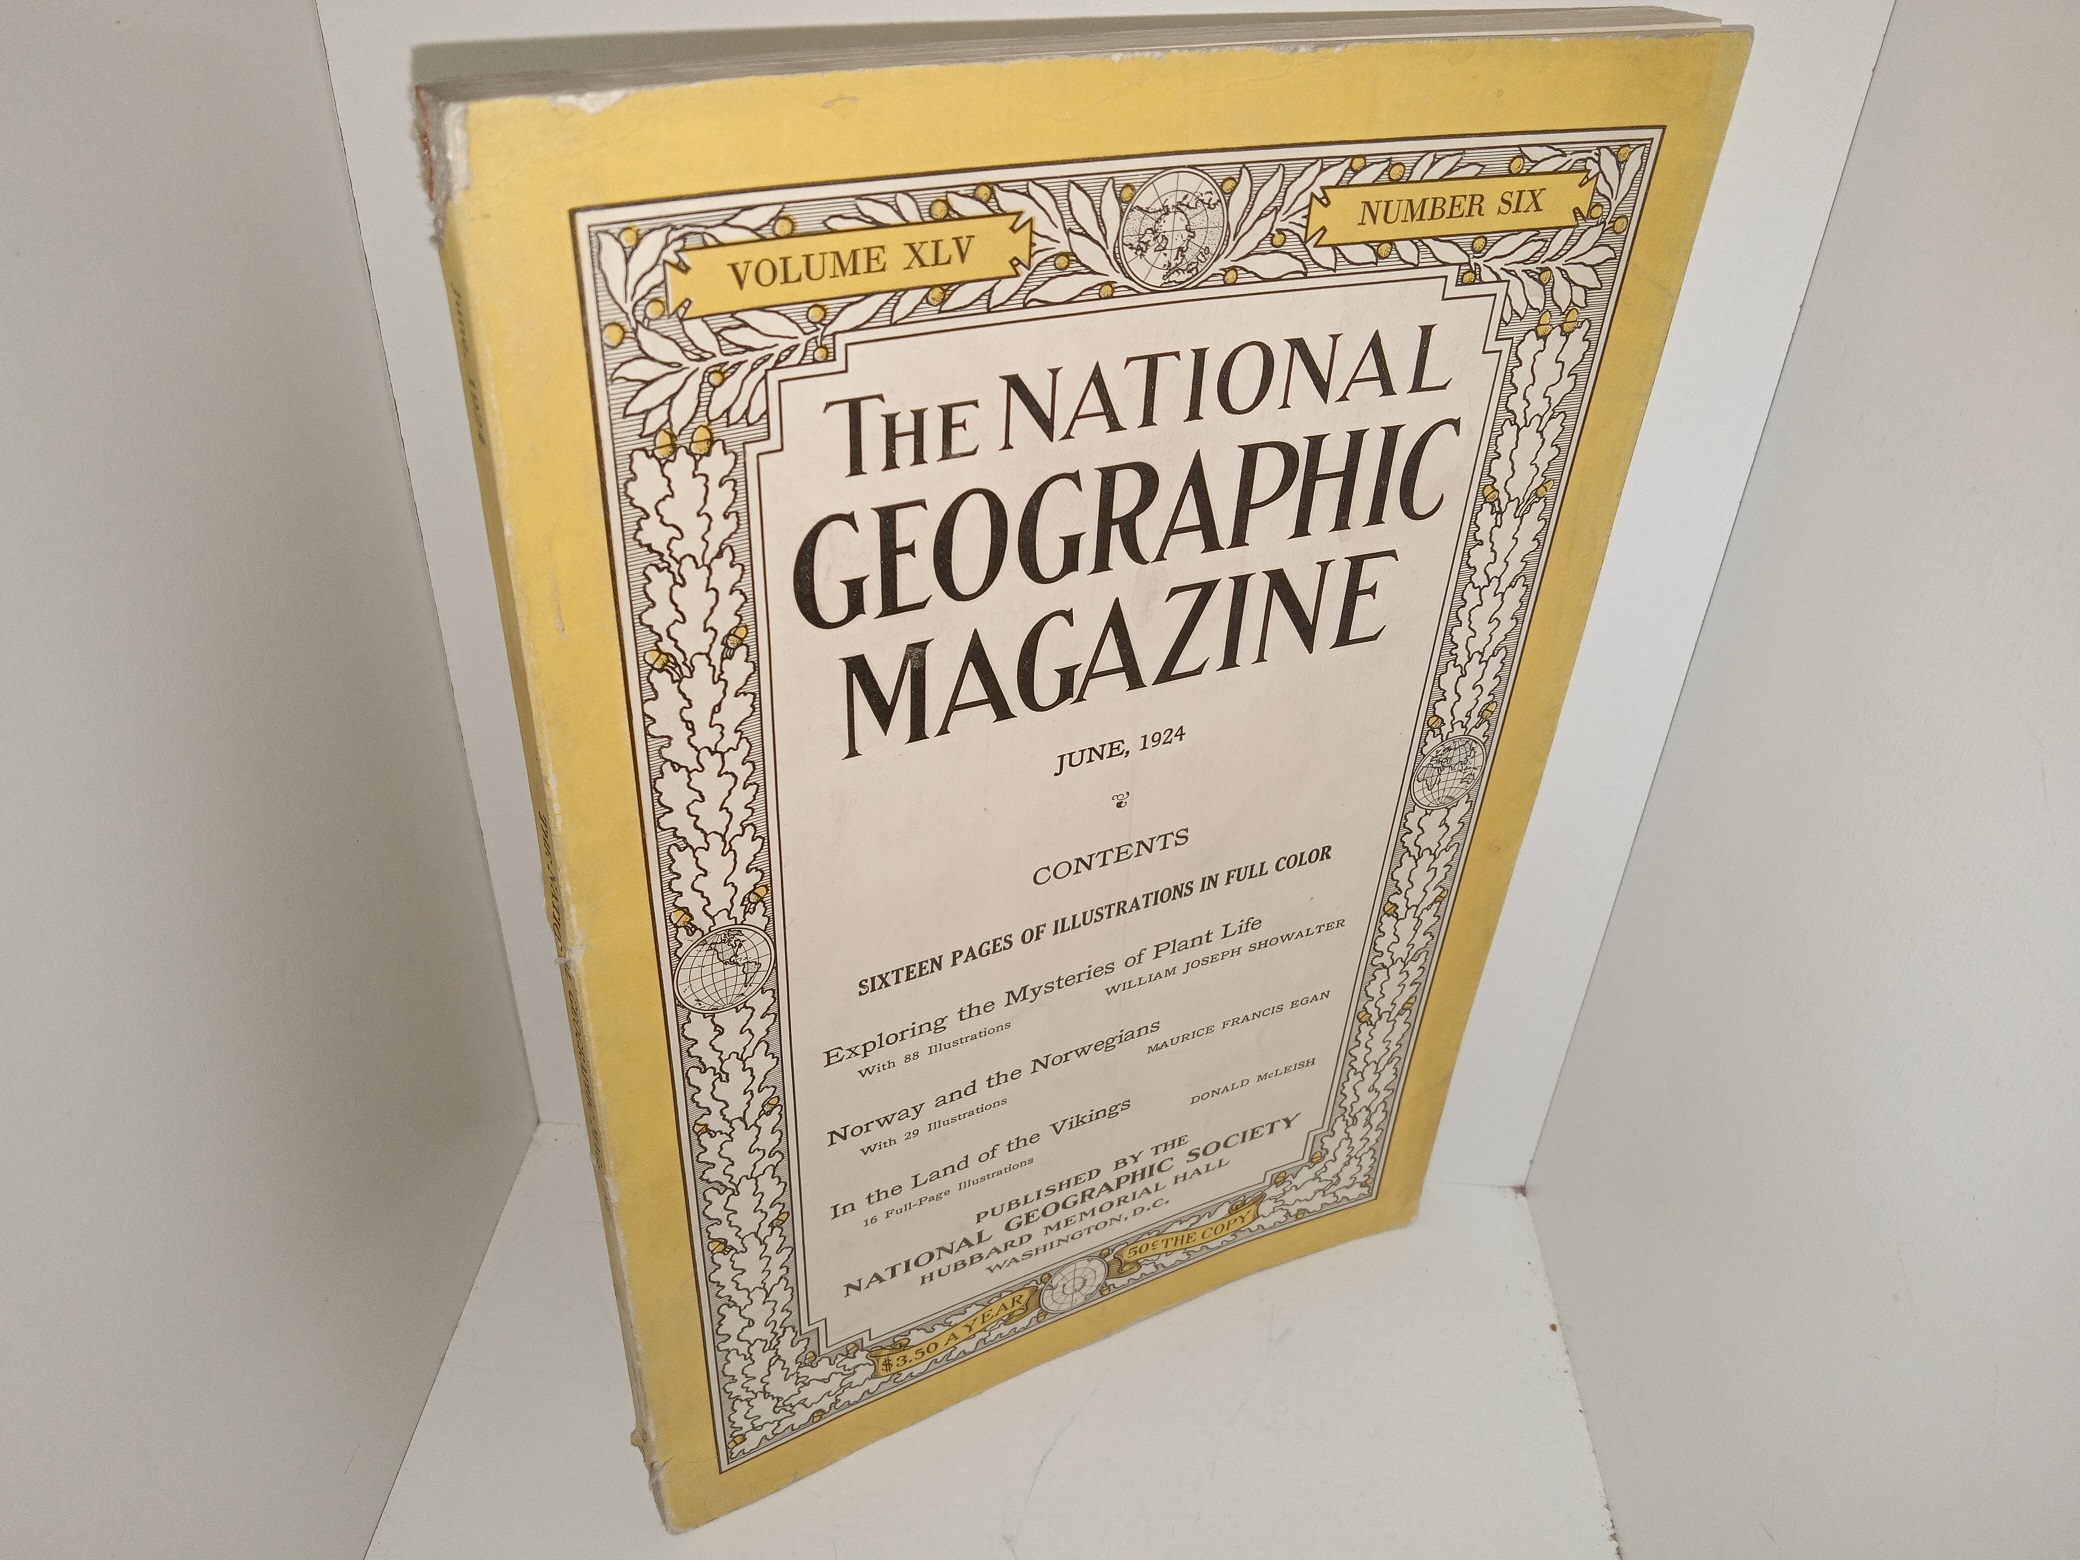 VOLUME XLV
NUMBER SIX
THE NATIONAL
GEOGRAPHIC
MAGAZINE
JUNE, 1924
CONTENTS
SIXTEEN PAGES OF ILLUSTRATIONS IN FULL COLOR
Exploring the Mysteries of Plant Life
With 88 Illustrations
WILLIAM JOSEPH SHOWALTER
Norway and the Norwegians
With 29 Illustrations
MAURICE FRANCIS EGAN
In the Land of the Vikings
16 Full-Page Illustrations
DONALD McLEISH
PUBLISHED BY THE
NATIONAL GEOGRAPHIC SOCIETY
HUBBARD MEMORIAL HALL
WASHINGTON, D.C.
$3.50 A YEAR
50¢ THE COPY
June, 1924